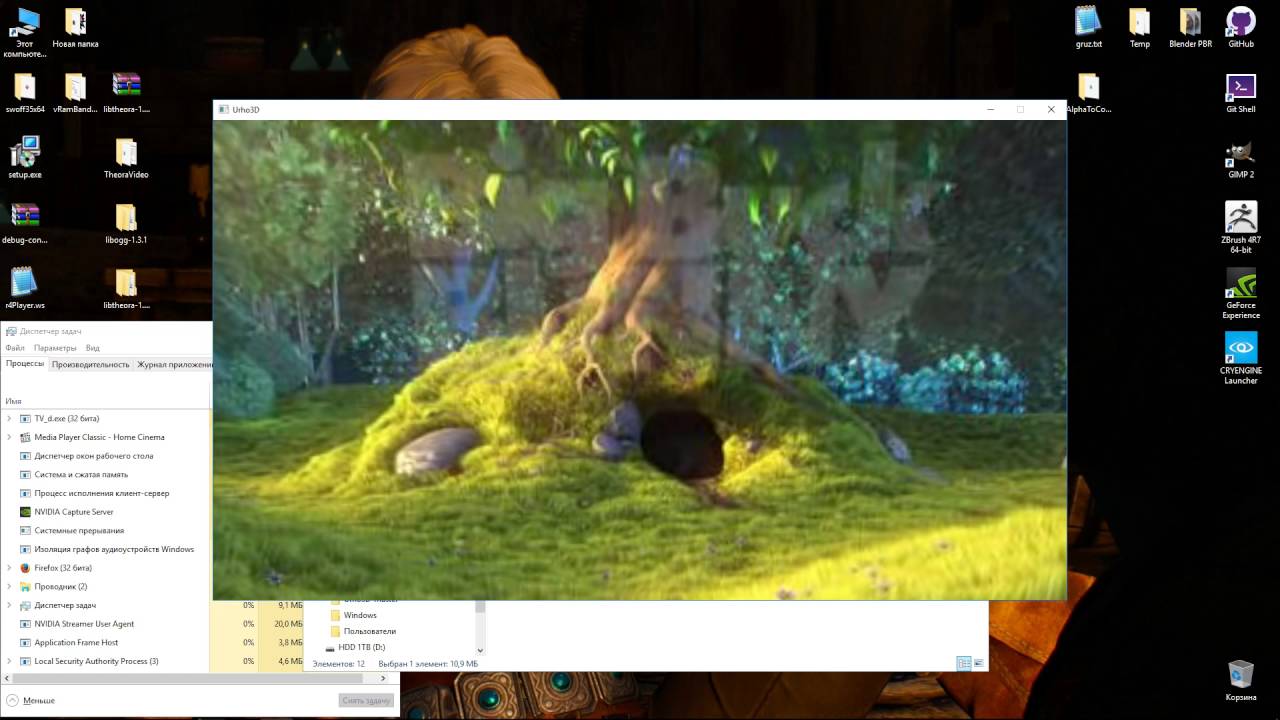 Этот
компьюте...
Новая папка
gruz.txt
Temp
Blender PBR
GitHub
swoff35x64
vRamBand...
libtheora-1....
AlphaToCo...
Git Shell
setup.exe
TheoraVideo
GIMP 2
debug-con...
libogg-1.3.1
ZBrush 4R7
64-bit
r4Player.ws
libtheora-1....
GeForce
Experience
CRYENGINE
Launcher
Корзина
Urho3D
Диспетчер задач
Файл Параметры Вид
Процессы Производительность Журнал приложени
Имя
TV_d.exe (32 бита)
Media Player Classic - Home Cinema
Диспетчер окон рабочего стола
Система и сжатая память
Процесс исполнения клиент-сервер
NVIDIA Capture Server
Системные прерывания
Изоляция графов аудиоустройств Windows
Firefox (32 бита)
Проводник (2)
Диспетчер задач 0% 9,1 МБ
NVIDIA Streamer User Agent 0% 20,0 МБ
Application Frame Host 0% 3,8 МБ
Local Security Authority Process (3) 0% 4,6 МБ
Меньше
Снять задачу
Windows
Пользователи
HDD 1TB (D:)
Элементов: 12 Выбран 1 элемент: 10,9 МБ